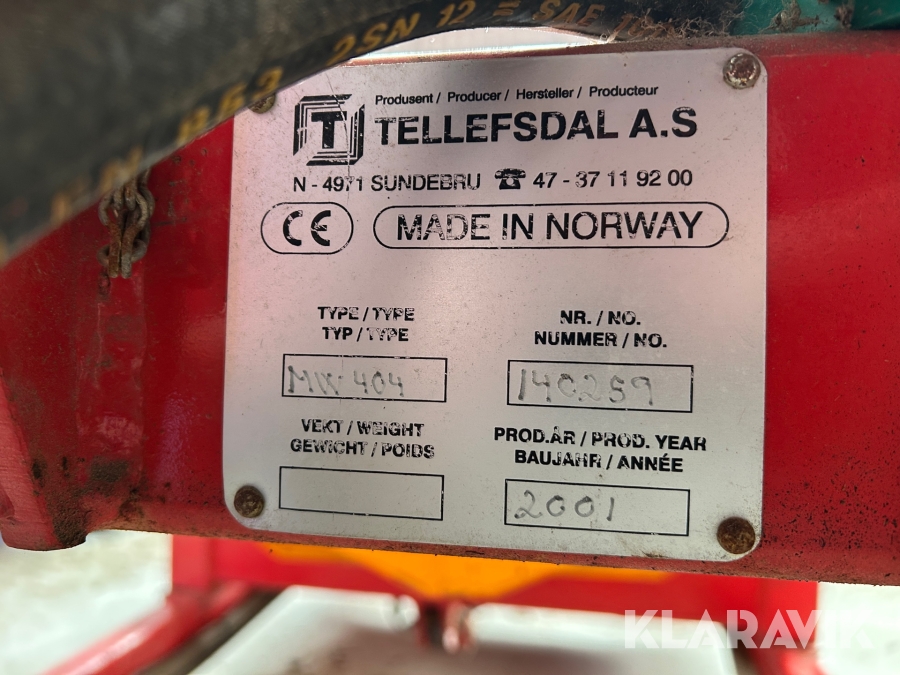 EN 853 2SN 12 = SAE
T
Produsent / Producer / Hersteller / Producteur
TELLEFSDAL A.S
N - 4971 SUNDEBRU ☎ 47 - 37 11 92 00
CE
MADE IN NORWAY
TYPE / TYPE
TYP / TYPE
MW 404
NR. / NO.
NUMMER / NO.
140259
VEKT / WEIGHT
GEWICHT / POIDS
PROD.ÅR / PROD. YEAR
BAUJAHR / ANNÉE
2001
KLARAVIK